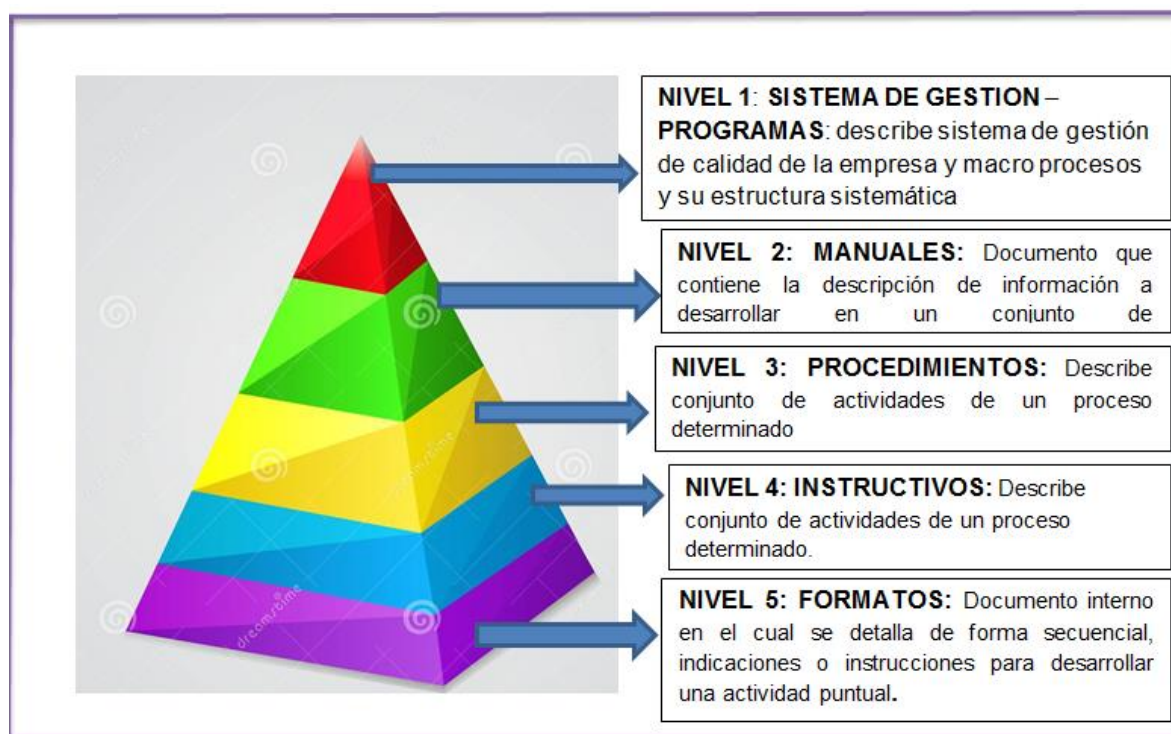 NIVEL 1: SISTEMA DE GESTION –
PROGRAMAS: describe sistema de gestión
de calidad de la empresa y macro procesos
y su estructura sistemática
NIVEL 2: MANUALES: Documento que
contiene la descripción de información a
desarrollar en un conjunto de
NIVEL 3: PROCEDIMIENTOS: Describe
conjunto de actividades de un proceso
determinado
NIVEL 4: INSTRUCTIVOS: Describe
conjunto de actividades de un proceso
determinado.
NIVEL 5: FORMATOS: Documento interno
en el cual se detalla de forma secuencial,
indicaciones o instrucciones para desarrollar
una actividad puntual.
dreamstime